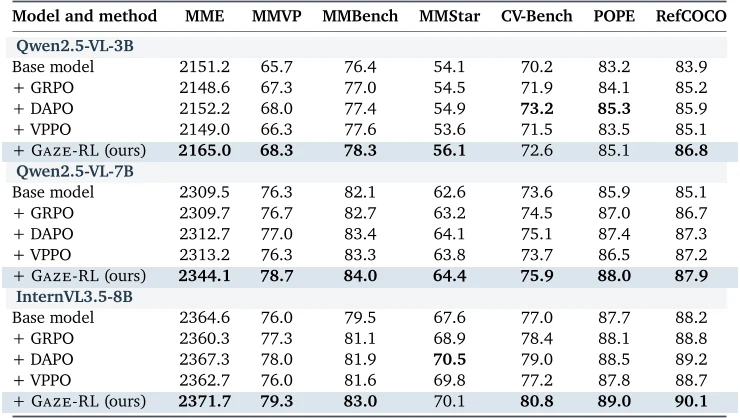 Model and method MME MMVP MMBench MMStar CV-Bench POPE RefCOCO
Qwen2.5-VL-3B
Base model 2151.2 65.7 76.4 54.1 70.2 83.2 83.9
+ GRPO 2148.6 67.3 77.0 54.5 71.9 84.1 85.2
+ DAPO 2152.2 68.0 77.4 54.9 73.2 85.3 85.9
+ VPPO 2149.0 66.3 77.6 53.6 71.5 83.5 85.1
+ GAZE-RL (ours) 2165.0 68.3 78.3 56.1 72.6 85.1 86.8
Qwen2.5-VL-7B
Base model 2309.5 76.3 82.1 62.6 73.6 85.9 85.1
+ GRPO 2309.7 76.7 82.7 63.2 74.5 87.0 86.7
+ DAPO 2312.7 77.0 83.4 64.1 75.1 87.4 87.3
+ VPPO 2313.2 76.3 83.3 63.8 73.7 86.5 87.2
+ GAZE-RL (ours) 2344.1 78.7 84.0 64.4 75.9 88.0 87.9
InternVL3.5-8B
Base model 2364.6 76.0 79.5 67.6 77.0 87.7 88.2
+ GRPO 2360.3 77.3 81.1 68.9 78.4 88.1 88.8
+ DAPO 2367.3 78.0 81.9 70.5 79.0 88.5 89.2
+ VPPO 2362.7 76.0 81.6 69.8 77.2 87.8 88.7
+ GAZE-RL (ours) 2371.7 79.3 83.0 70.1 80.8 89.0 90.1